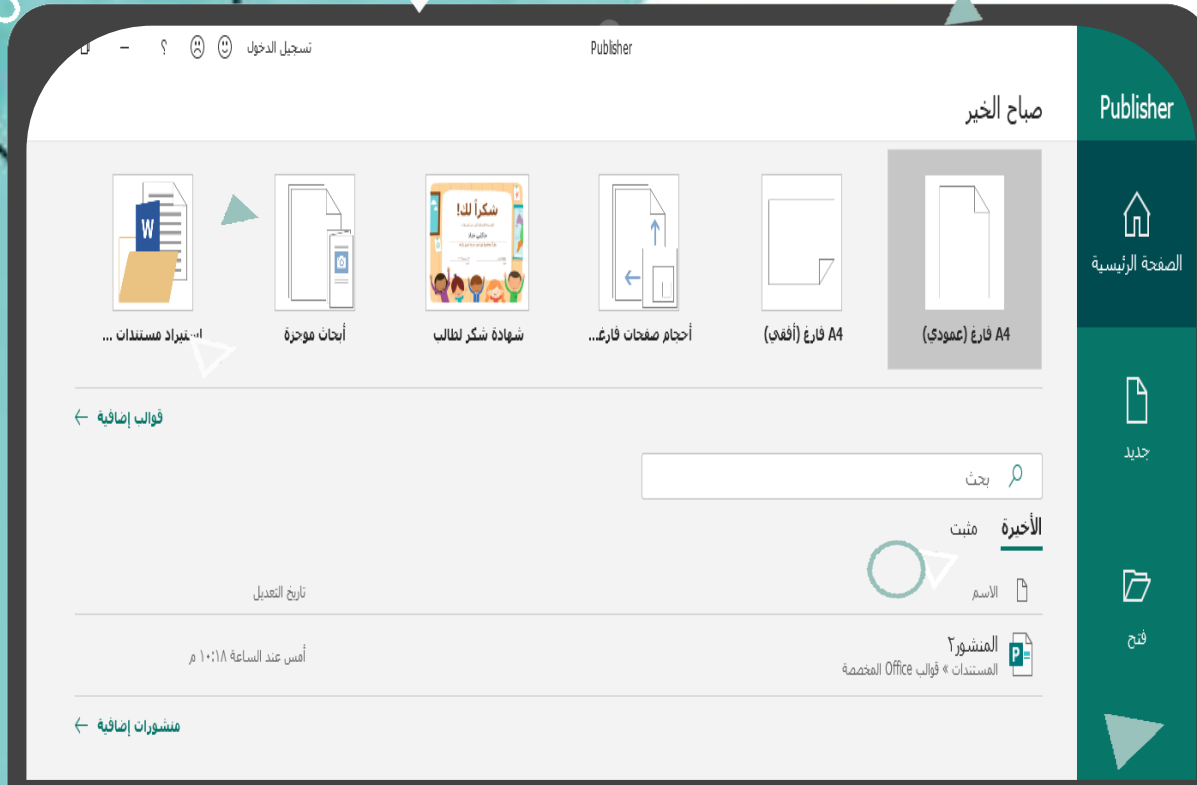 Publisher
تسجيل الدخول
؟
Publisher
صباح الخير
الصفحة الرئيسية
جديد
فتح
A4 فارغ (عمودي)
A4 فارغ (أفقي)
أحجام صفحات فارغ...
شكراً لك!
شهادة شكر لطالب
أبحاث موجزة
W
استيراد مستندات ...
قوالب إضافية
بحث
الأخيرة مثبت
الاسم تاريخ التعديل
P
المنشور٢ أمس عند الساعة ١٠:١٨ م
المستندات » قوالب Office المخصصة
منشورات إضافية